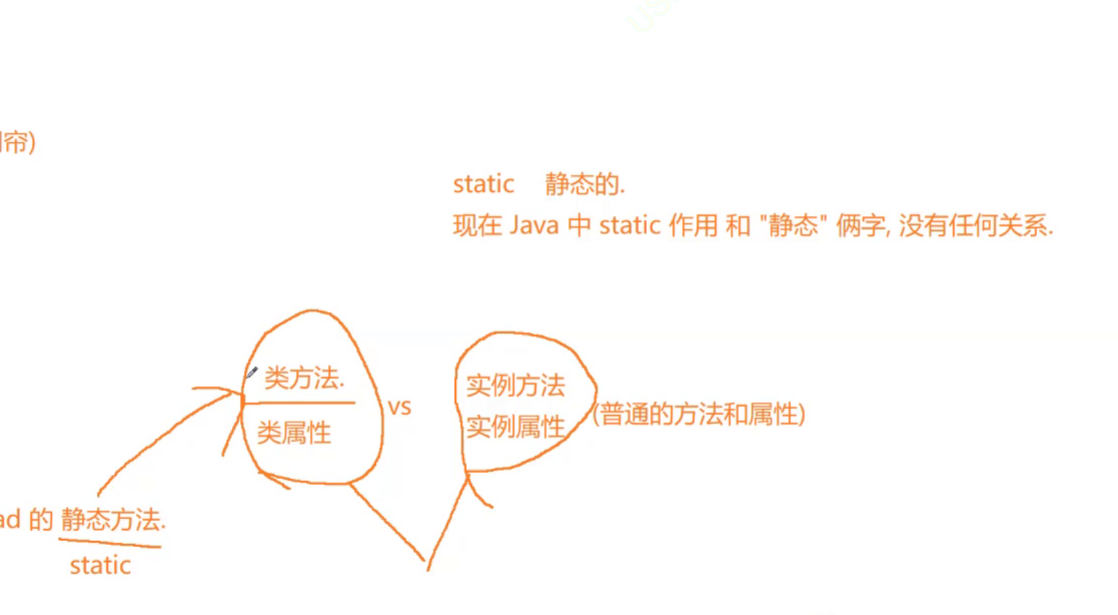 帘)
static 静态的.
现在 Java 中 static 作用 和 "静态" 俩字, 没有任何关系.
类方法.
类属性
vs
实例方法
实例属性
(普通的方法和属性)
ad 的 静态方法.
static